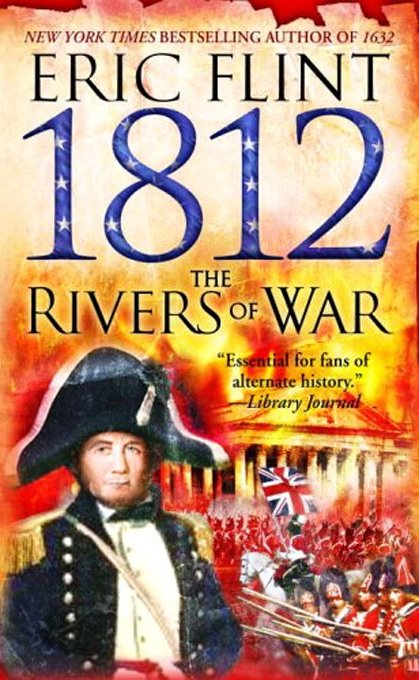 NEW YORK TIMES BESTSELLING AUTHOR OF 1632
ERIC FLINT
1812
THE
RIVERS OF WAR
“Essential for fans of
alternate history.”
—Library Journal